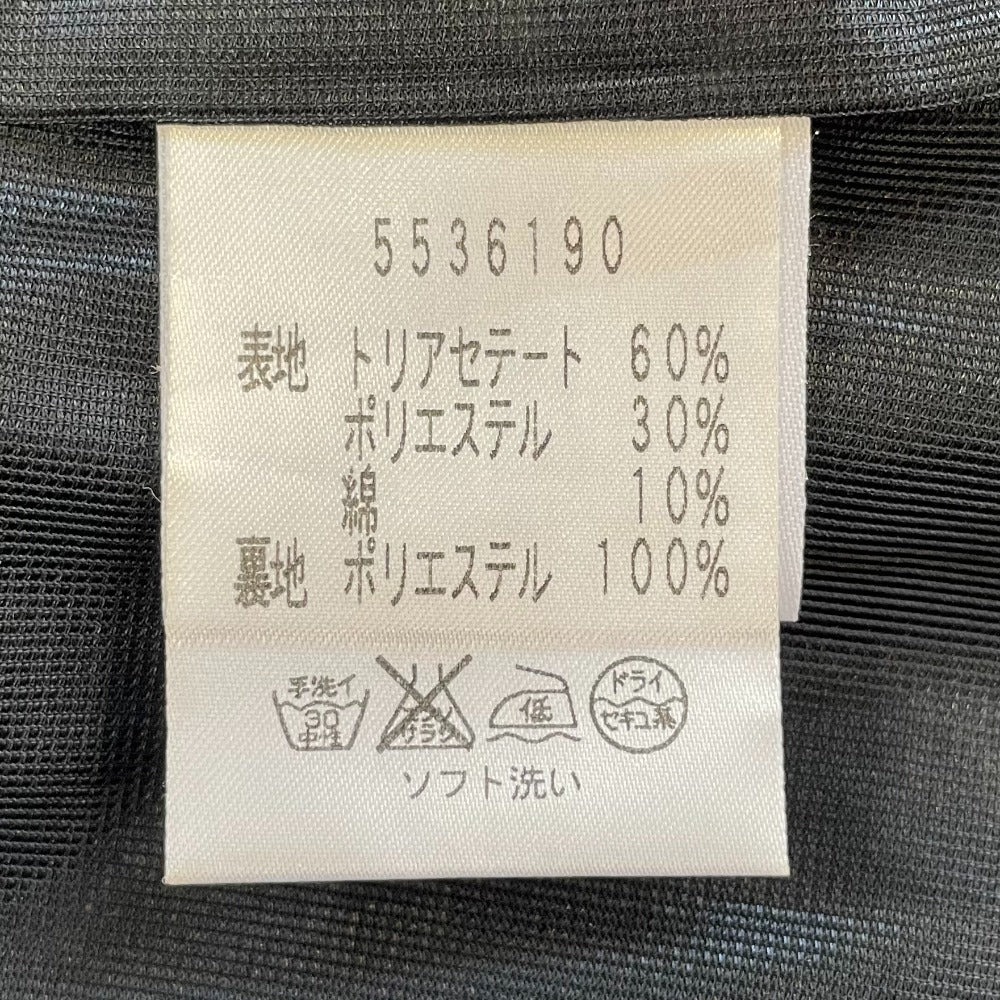 5536190
表地 トリアセテート 60%
ポリエステル 30%
綿 10%
裏地 ポリエステル 100%
手洗イ 30 中性
低
ドライ セキユ系
ソフト洗い